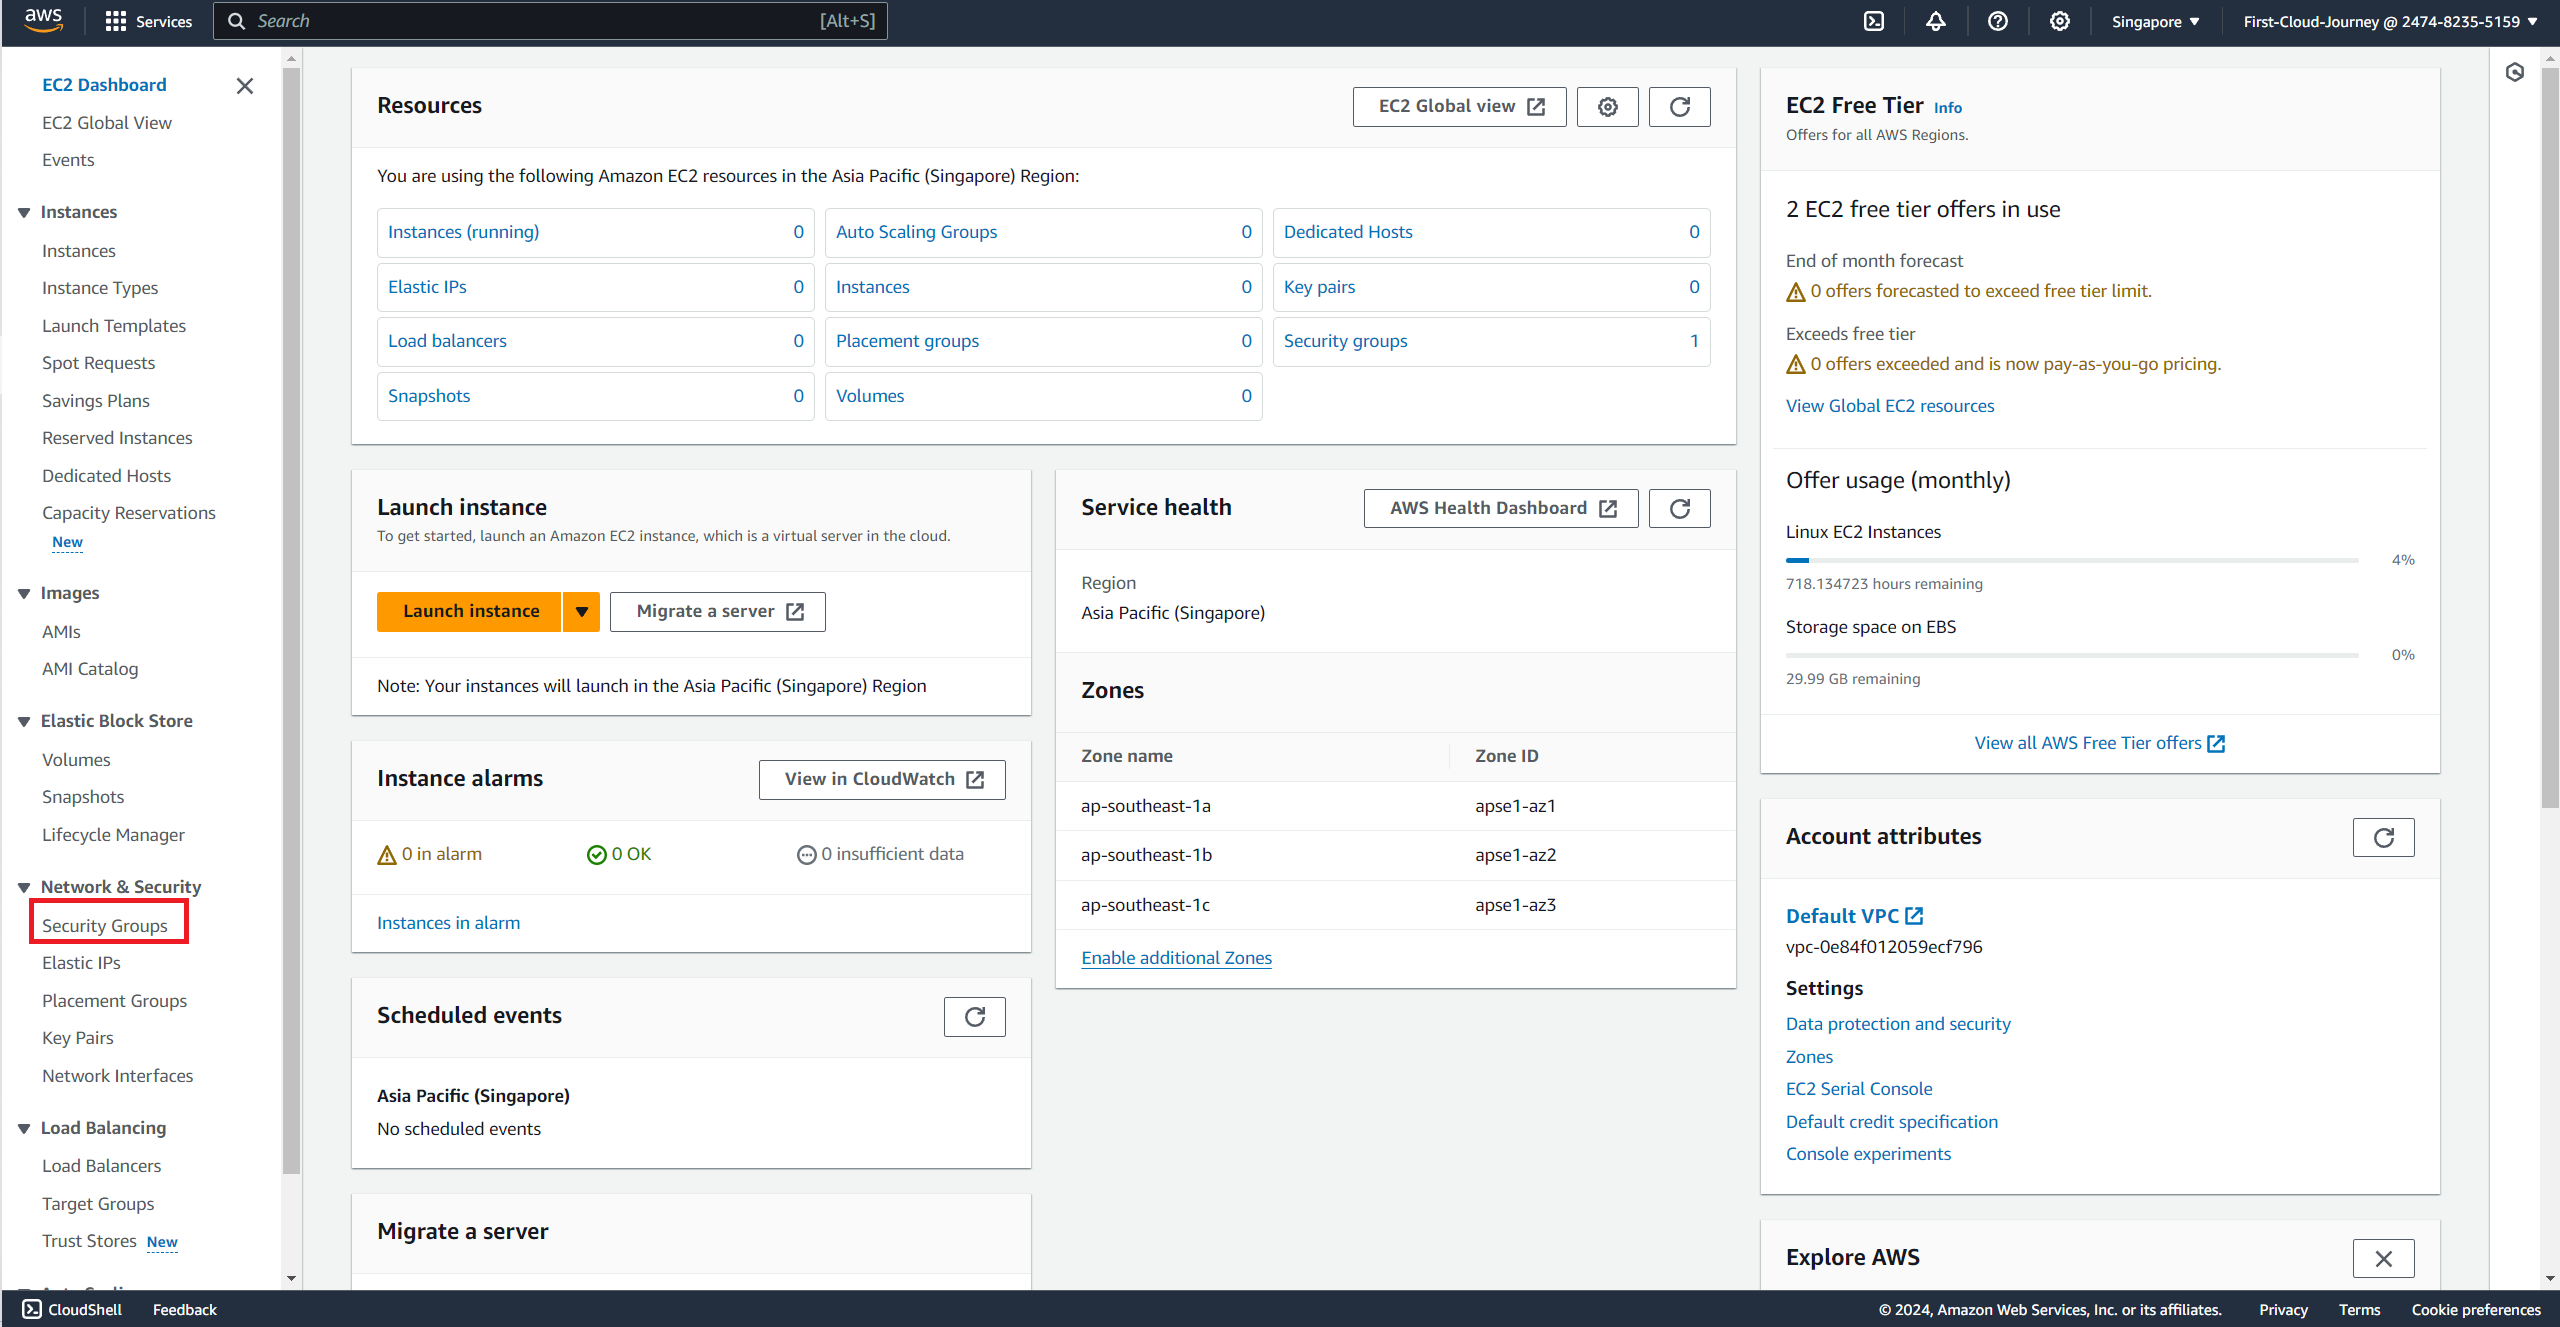 aws
Services
Search
[Alt+S]
Singapore
First-Cloud-Journey @ 2474-8235-5159
EC2 Dashboard
EC2 Global View
Events
Instances
Instances
Instance Types
Launch Templates
Spot Requests
Savings Plans
Reserved Instances
Dedicated Hosts
Capacity Reservations
New
Images
AMIs
AMI Catalog
Elastic Block Store
Volumes
Snapshots
Lifecycle Manager
Network & Security
Security Groups
Elastic IPs
Placement Groups
Key Pairs
Network Interfaces
Load Balancing
Load Balancers
Target Groups
Trust Stores New
Resources
EC2 Global view
You are using the following Amazon EC2 resources in the Asia Pacific (Singapore) Region:
Instances (running) 0
Auto Scaling Groups 0
Dedicated Hosts 0
Elastic IPs 0
Instances 0
Key pairs 0
Load balancers 0
Placement groups 0
Security groups 1
Snapshots 0
Volumes 0
Launch instance
To get started, launch an Amazon EC2 instance, which is a virtual server in the cloud.
Launch instance
Migrate a server
Note: Your instances will launch in the Asia Pacific (Singapore) Region
Instance alarms
View in CloudWatch
0 in alarm
0 OK
0 insufficient data
Instances in alarm
Scheduled events
Asia Pacific (Singapore)
No scheduled events
Migrate a server
Service health
AWS Health Dashboard
Region
Asia Pacific (Singapore)
Zones
Zone name Zone ID
ap-southeast-1a apse1-az1
ap-southeast-1b apse1-az2
ap-southeast-1c apse1-az3
Enable additional Zones
EC2 Free Tier Info
Offers for all AWS Regions.
2 EC2 free tier offers in use
End of month forecast
0 offers forecasted to exceed free tier limit.
Exceeds free tier
0 offers exceeded and is now pay-as-you-go pricing.
View Global EC2 resources
Offer usage (monthly)
Linux EC2 Instances
4%
718.134723 hours remaining
Storage space on EBS
0%
29.99 GB remaining
View all AWS Free Tier offers
Account attributes
Default VPC
vpc-0e84f012059ecf796
Settings
Data protection and security
Zones
EC2 Serial Console
Default credit specification
Console experiments
Explore AWS
CloudShell
Feedback
© 2024, Amazon Web Services, Inc. or its affiliates.
Privacy
Terms
Cookie preferences